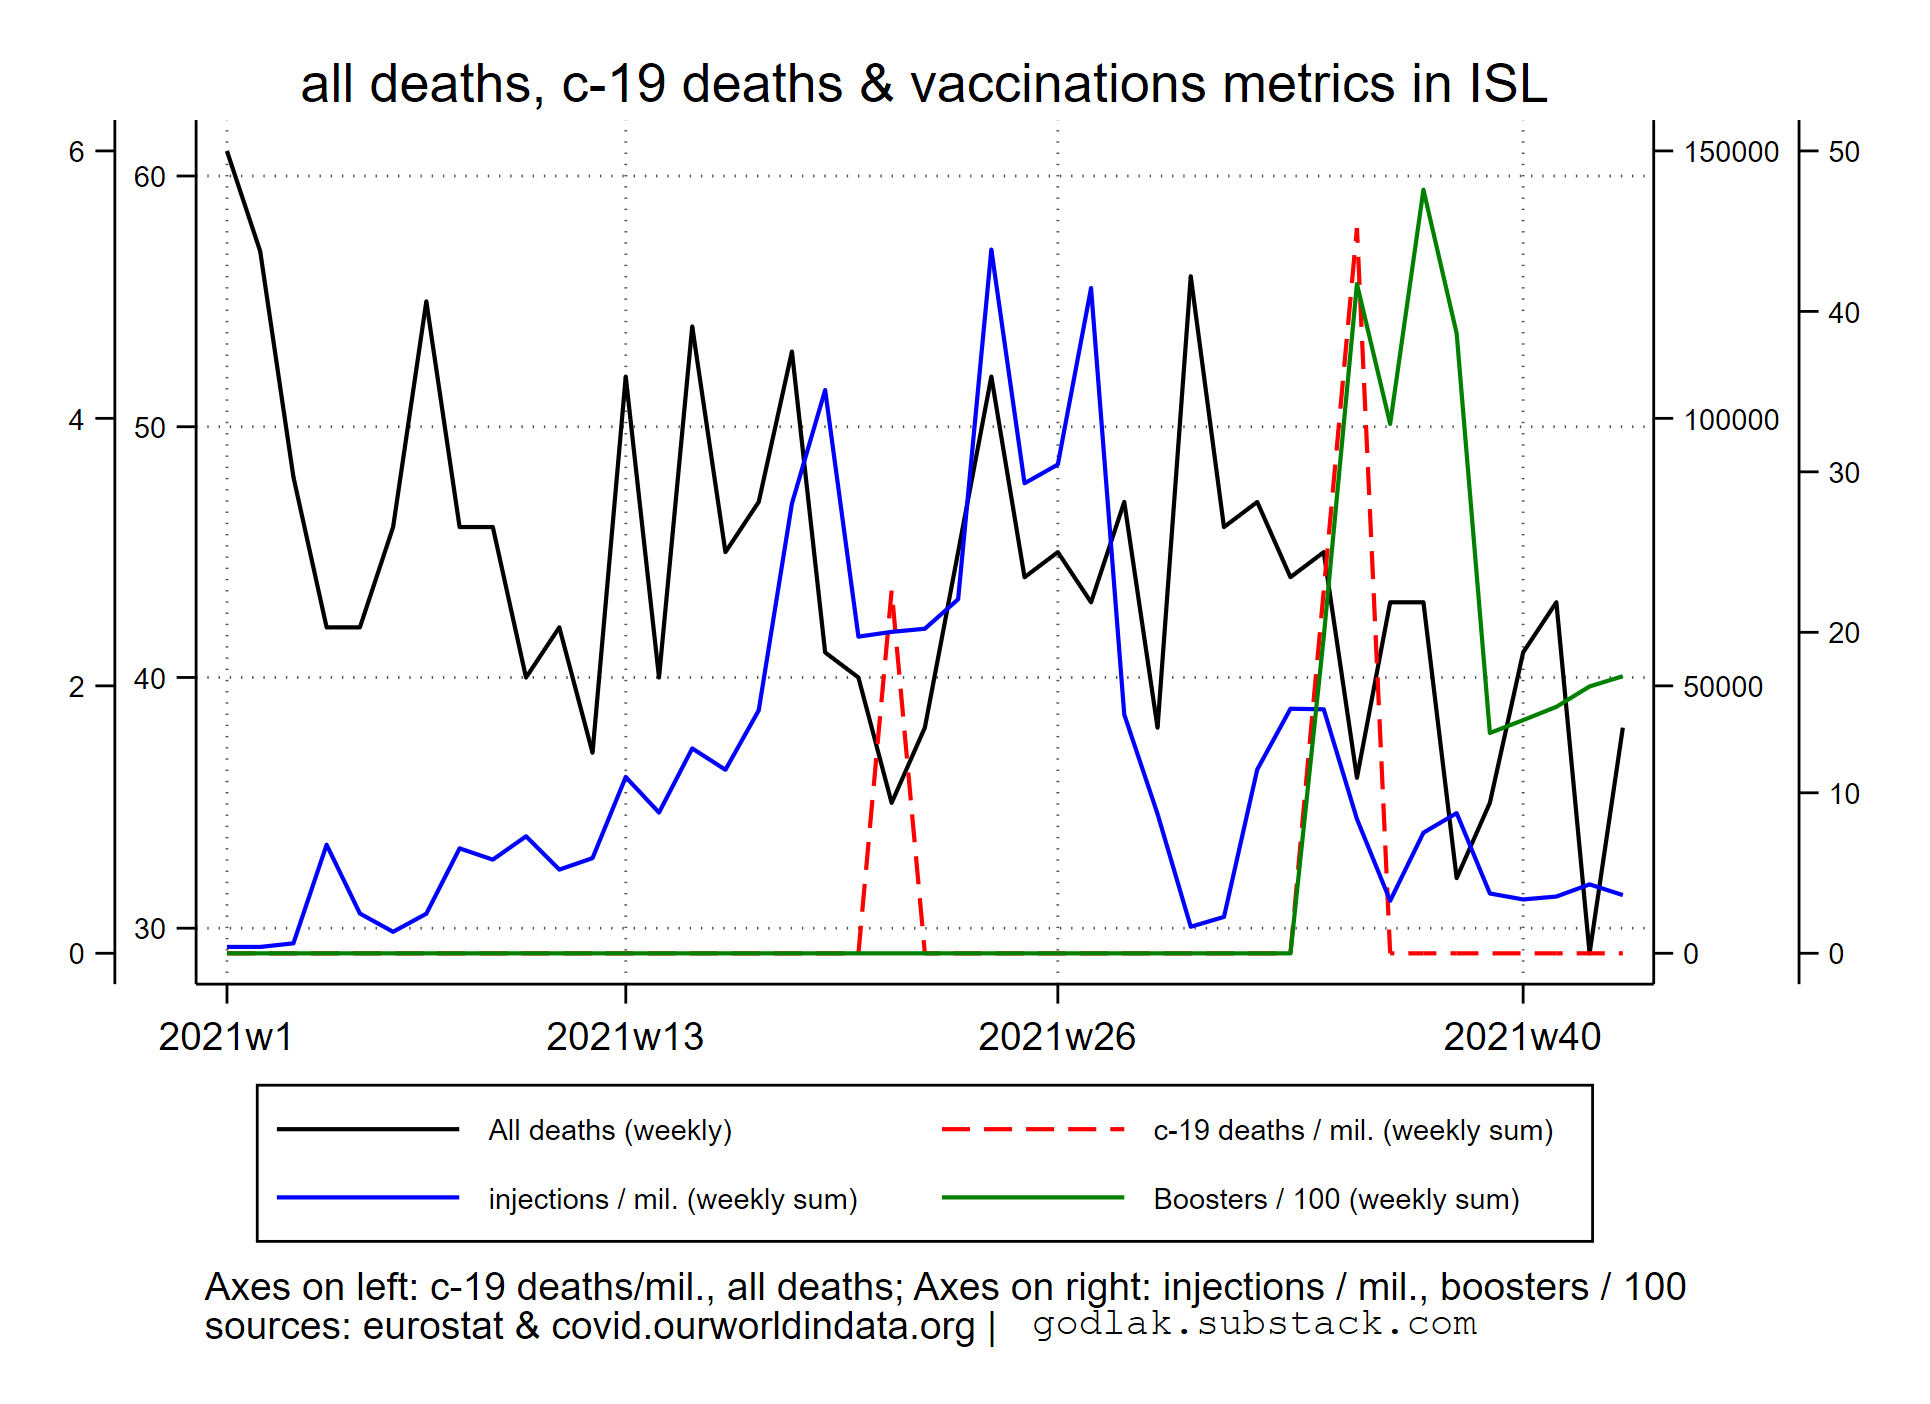 all deaths, c-19 deaths & vaccinations metrics in ISL
6
4
2
0
60
50
40
30
150000
100000
50000
0
50
40
30
20
10
0
2021w1
2021w13
2021w26
2021w40
All deaths (weekly)
c-19 deaths / mil. (weekly sum)
injections / mil. (weekly sum)
Boosters / 100 (weekly sum)
Axes on left: c-19 deaths/mil., all deaths; Axes on right: injections / mil., boosters / 100
sources: eurostat & covid.ourworldindata.org | godlak.substack.com